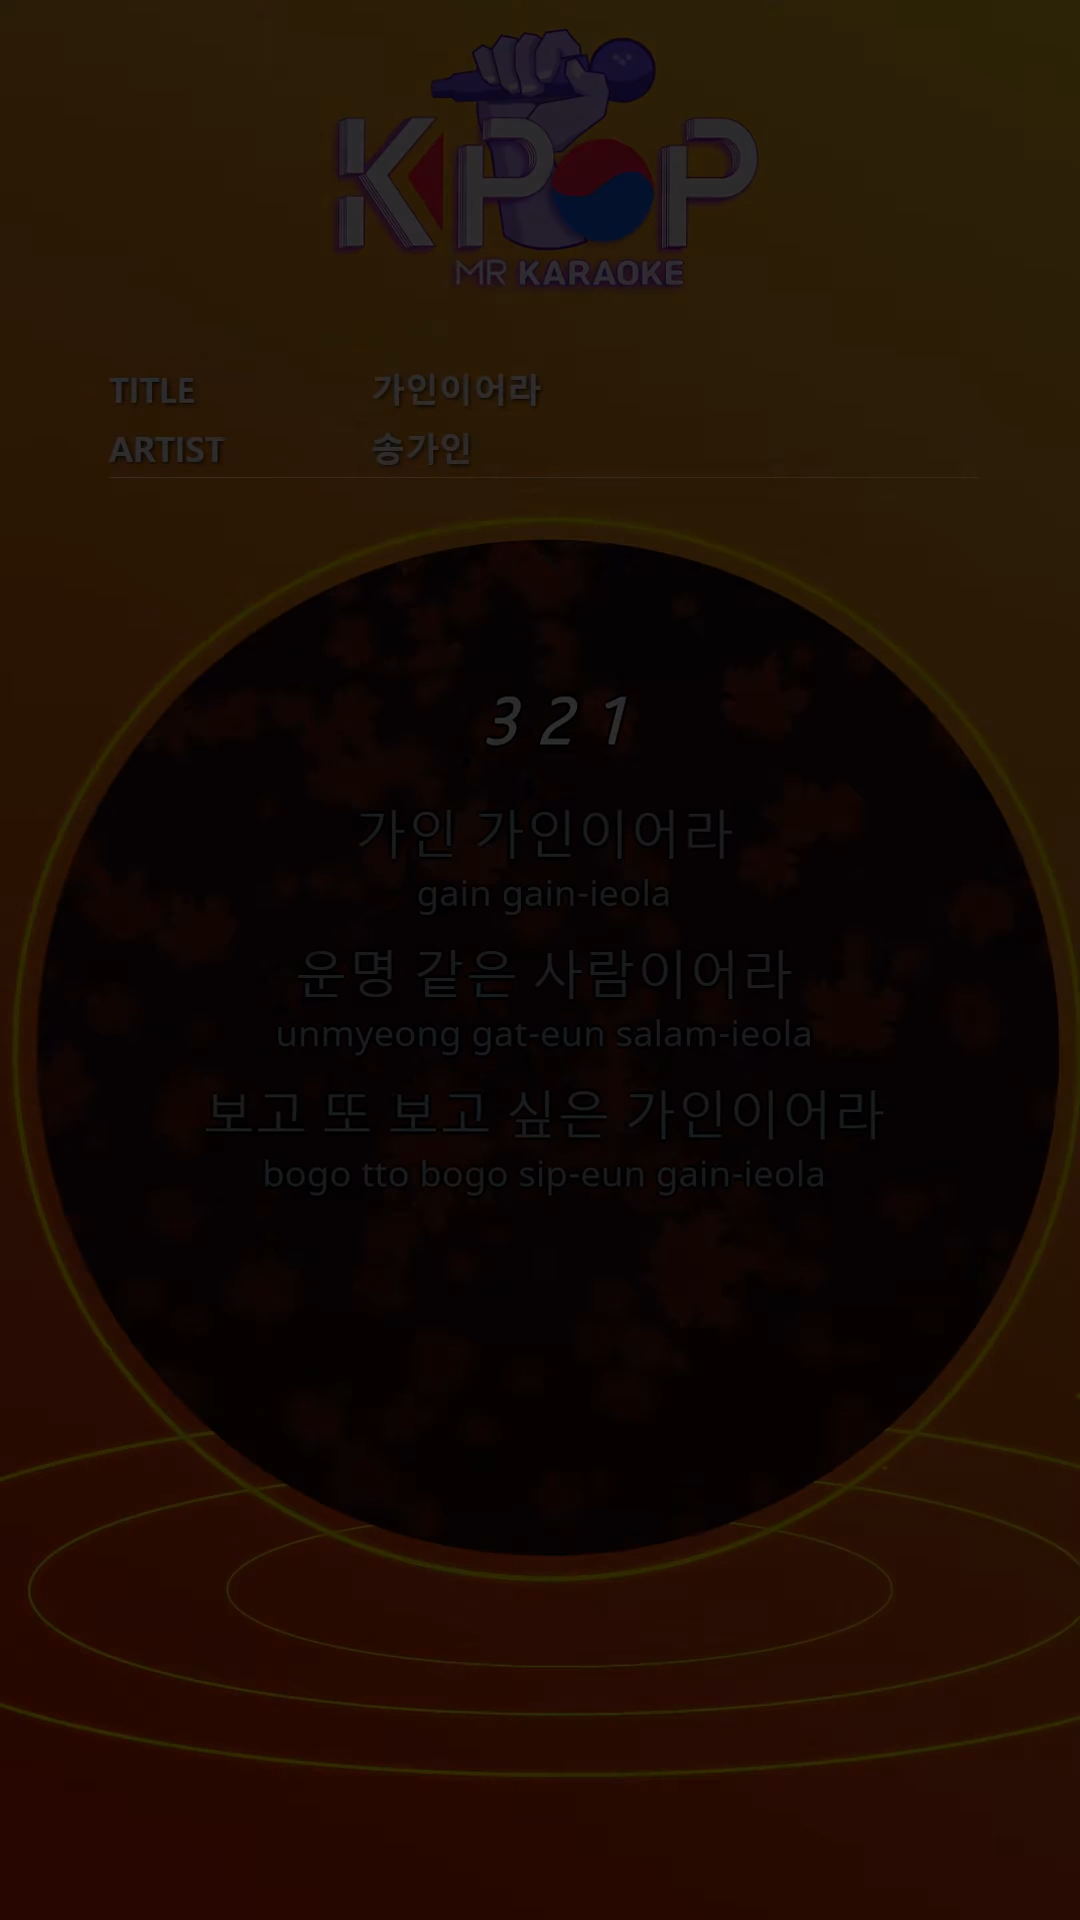 KPOP
MR KARAOKE
TITLE 가인이어라
ARTIST 송가인
3 2 1
가인 가인이어라
gain gain-ieola
운명 같은 사람이어라
unmyeong gat-eun salam-ieola
보고 또 보고 싶은 가인이어라
bogo tto bogo sip-eun gain-ieola